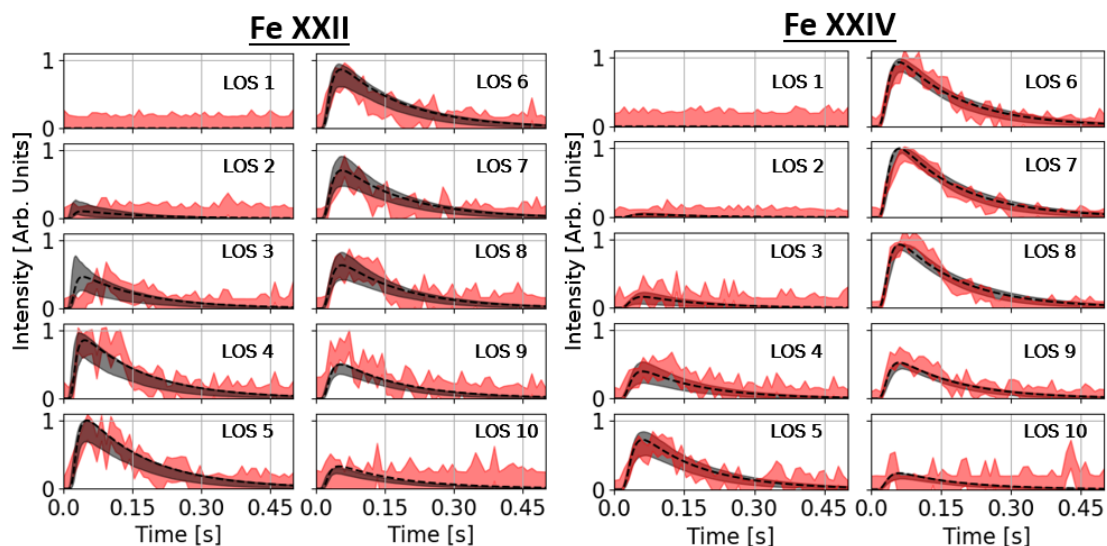 Fe XXII
Fe XXIV
Intensity [Arb. Units]
1
0
LOS 1
LOS 6
1
0
LOS 2
LOS 7
1
0
LOS 3
LOS 8
1
0
LOS 4
LOS 9
1
0
LOS 5
LOS 10
0.0 0.15 0.30 0.45
0.0 0.15 0.30 0.45
Time [s]
Time [s]
Intensity [Arb. Units]
1
0
LOS 1
LOS 6
1
0
LOS 2
LOS 7
1
0
LOS 3
LOS 8
1
0
LOS 4
LOS 9
1
0
LOS 5
LOS 10
0.0 0.15 0.30 0.45
0.0 0.15 0.30 0.45
Time [s]
Time [s]